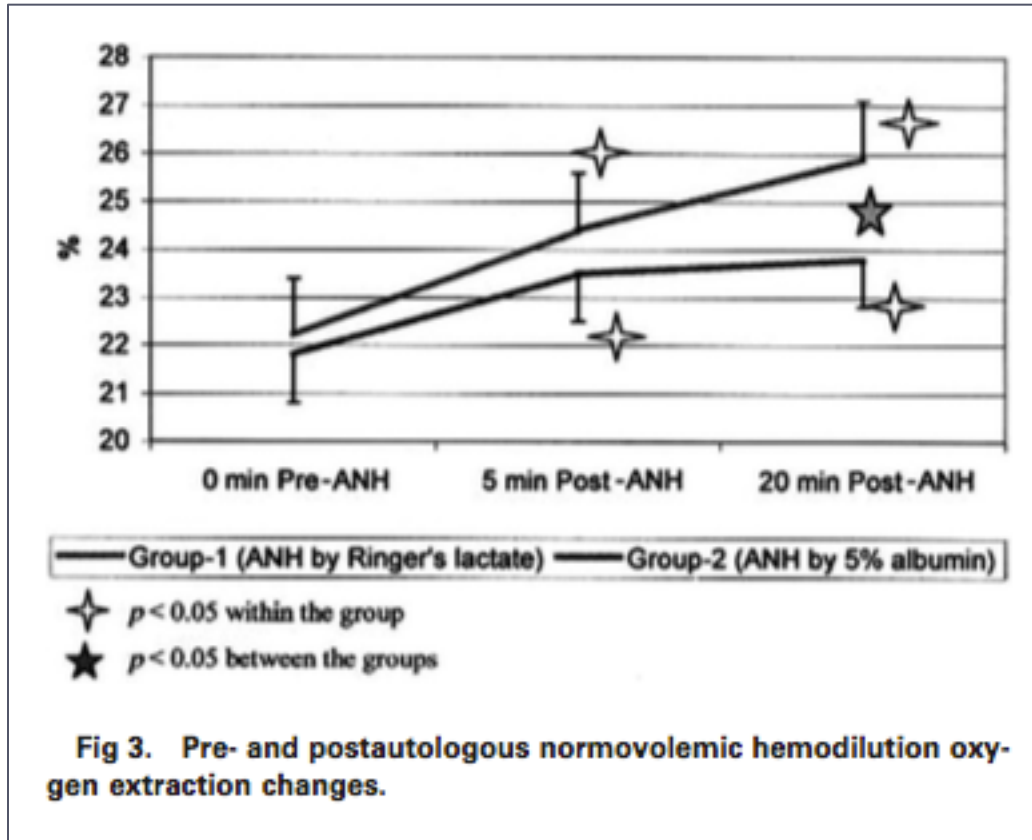 28
27
26
25
24
23
22
21
20
%
0 min Pre-ANH 5 min Post-ANH 20 min Post-ANH
Group-1 (ANH by Ringer's lactate) Group-2 (ANH by 5% albumin)
p < 0.05 within the group
p < 0.05 between the groups
Fig 3. Pre- and postautologous normovolemic hemodilution oxy-
gen extraction changes.